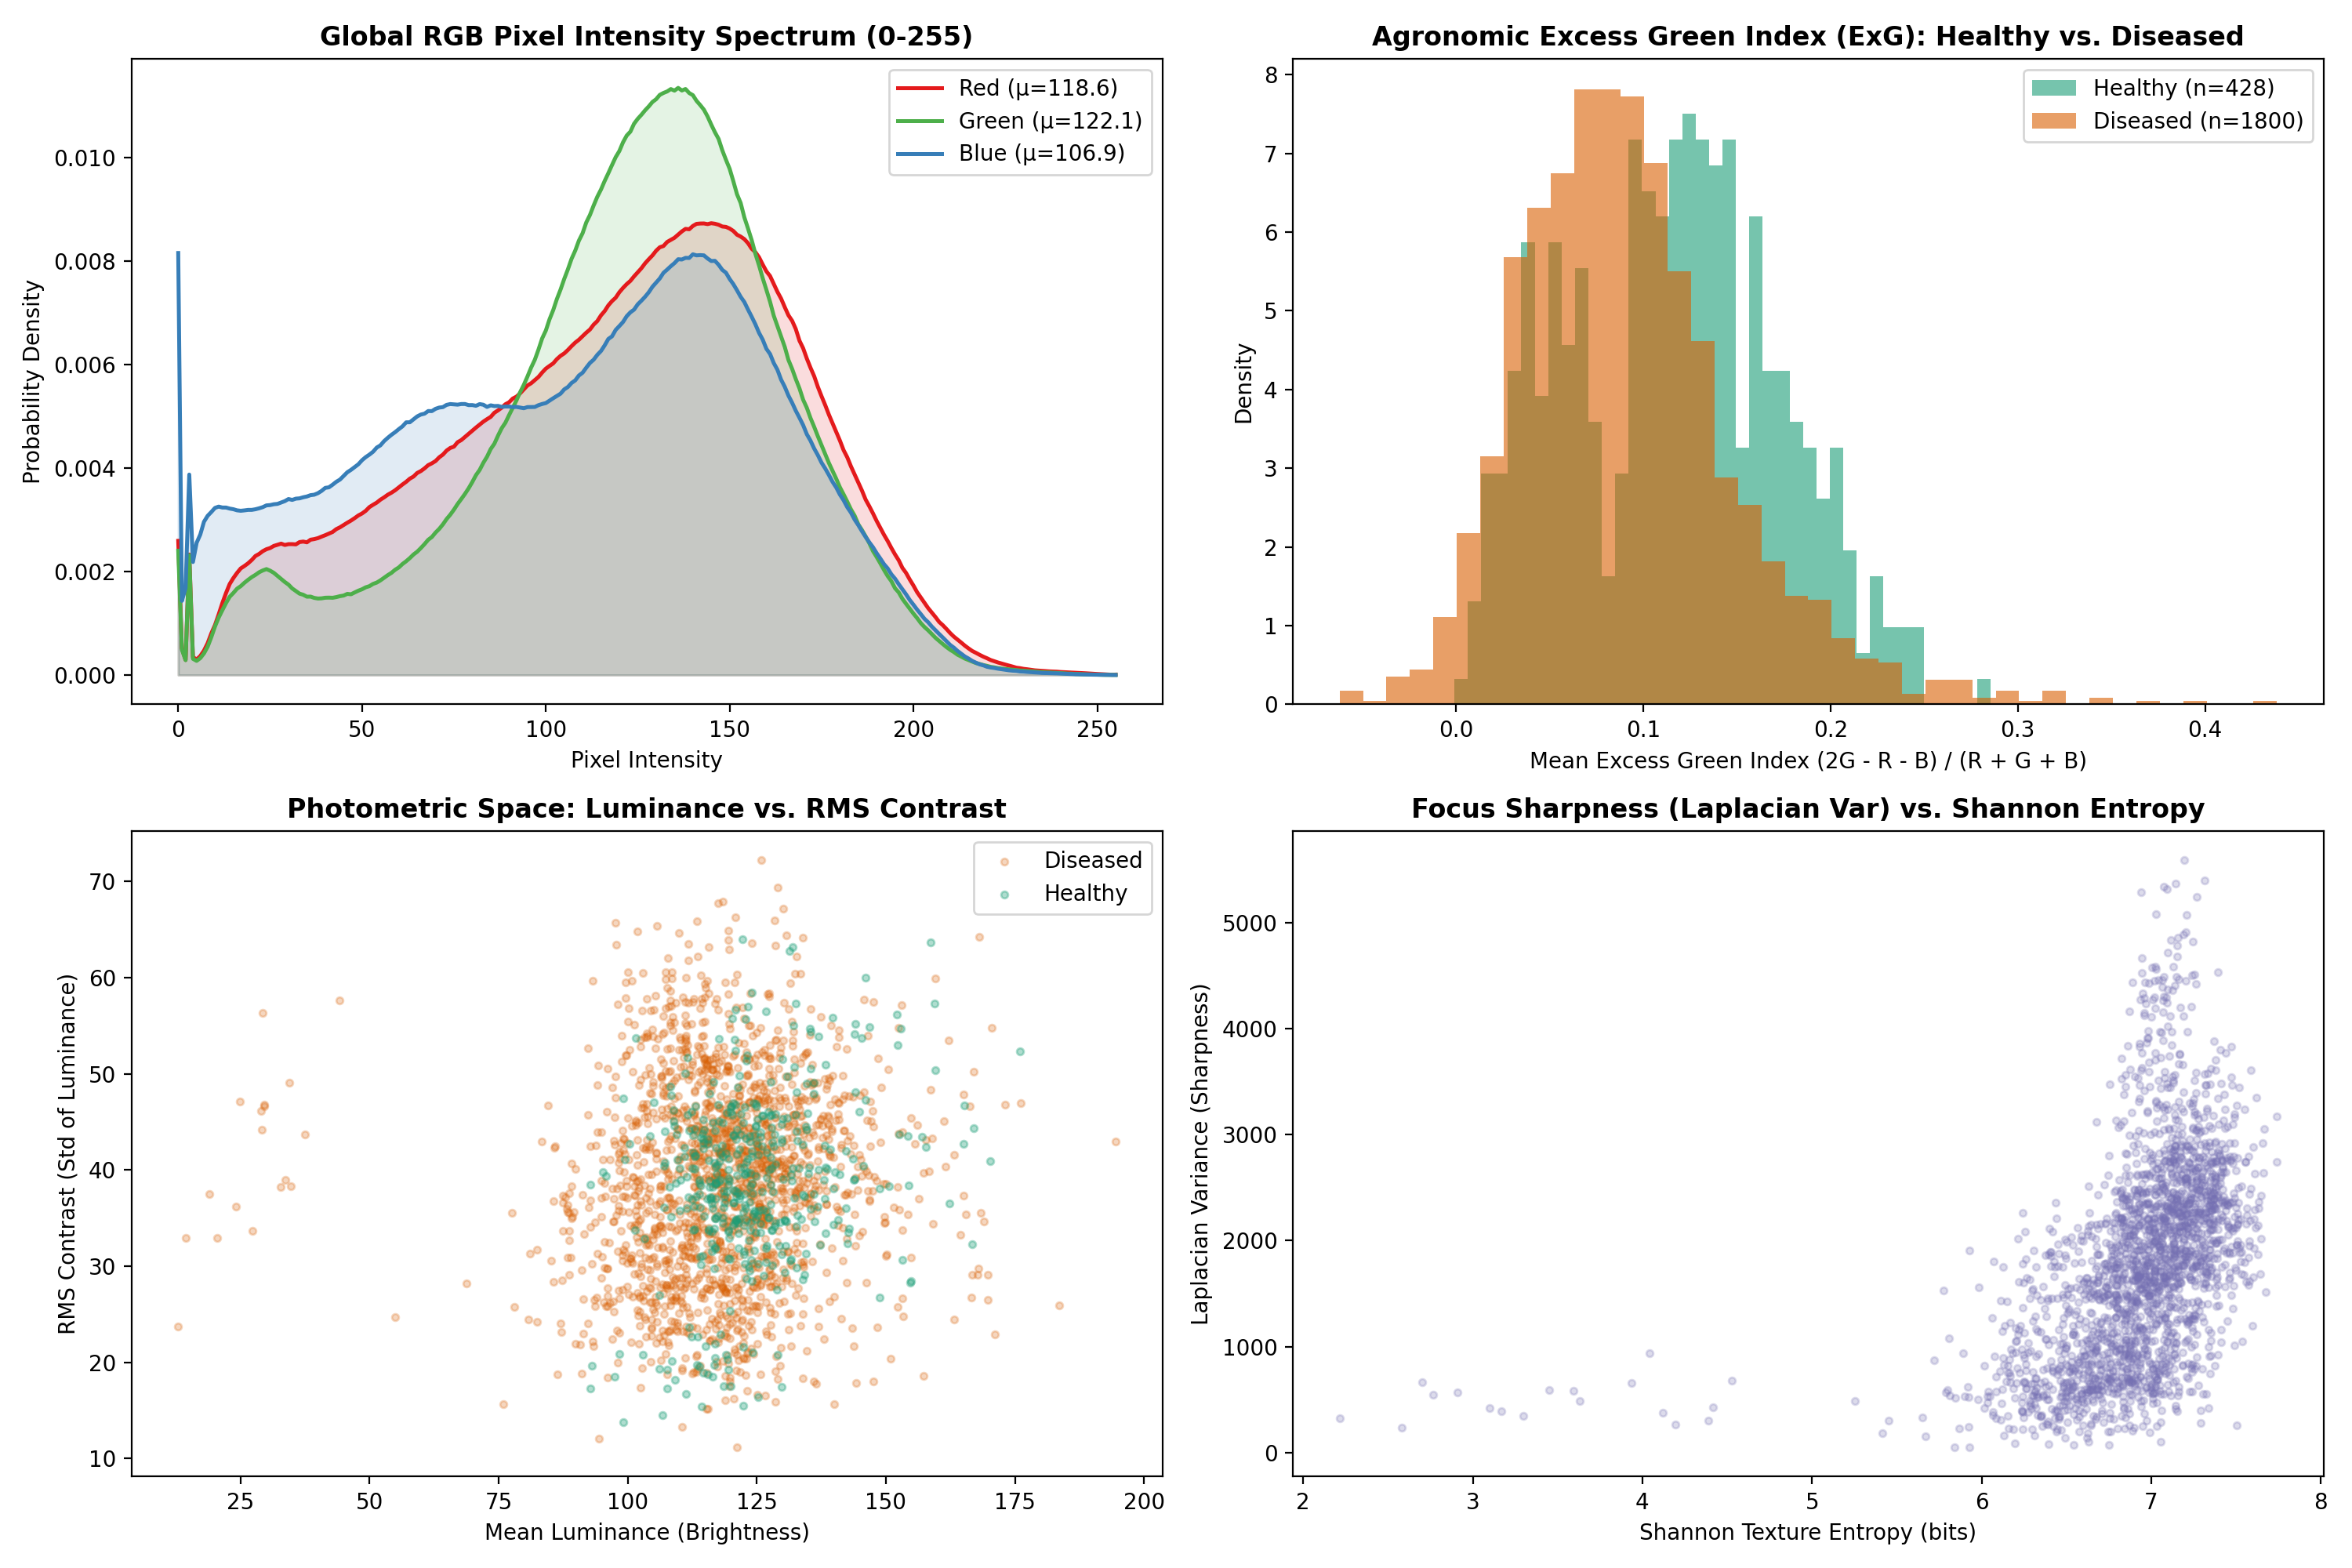 Global RGB Pixel Intensity Spectrum (0-255)
Red (μ=118.6)
Green (μ=122.1)
Blue (μ=106.9)
Probability Density
0.010
0.008
0.006
0.004
0.002
0.000
0 50 100 150 200 250
Pixel Intensity
Agronomic Excess Green Index (ExG): Healthy vs. Diseased
Healthy (n=428)
Diseased (n=1800)
Density
8
7
6
5
4
3
2
1
0
0.0 0.1 0.2 0.3 0.4
Mean Excess Green Index (2G - R - B) / (R + G + B)
Photometric Space: Luminance vs. RMS Contrast
Diseased
Healthy
RMS Contrast (Std of Luminance)
70
60
50
40
30
20
10
25 50 75 100 125 150 175 200
Mean Luminance (Brightness)
Focus Sharpness (Laplacian Var) vs. Shannon Entropy
Laplacian Variance (Sharpness)
5000
4000
3000
2000
1000
0
2 3 4 5 6 7 8
Shannon Texture Entropy (bits)